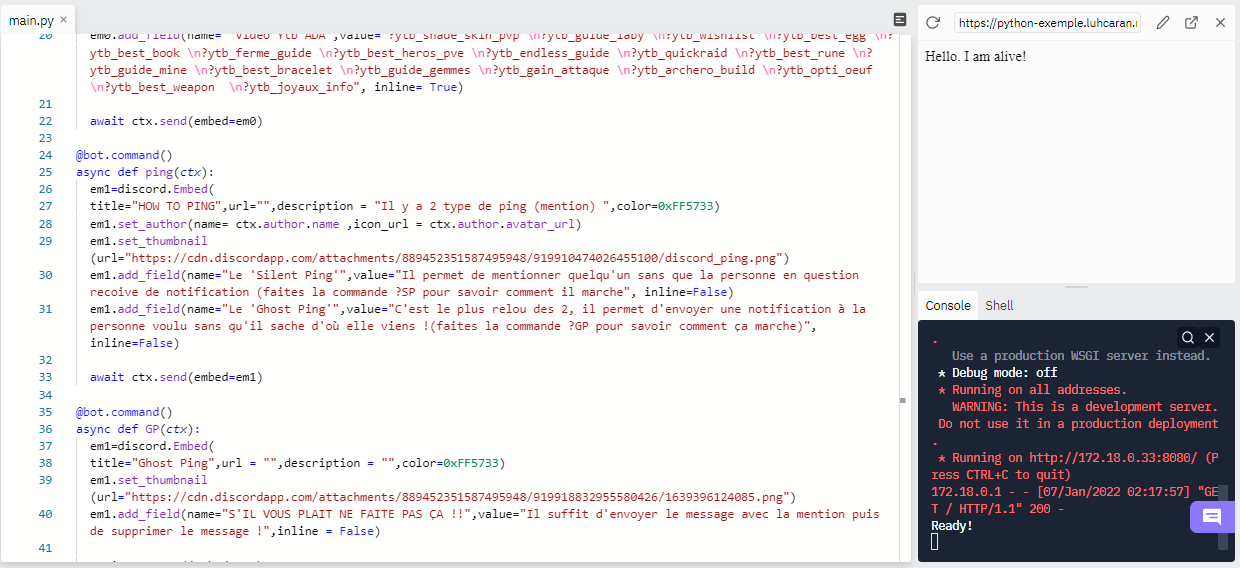 main.py ×
20 em0.add_field(name= "Video Ytb ADA",value= ?ytb_shade_skin_pvp \n?ytb_guide_laby \n?ytb_wishlist \n?ytb_best_egg \n?
ytb_best_book \n?ytb_ferme_guide \n?ytb_best_heros_pve \n?ytb_endless_guide \n?ytb_quickraid \n?ytb_best_rune \n?
ytb_guide_mine \n?ytb_best_bracelet \n?ytb_guide_gemmes \n?ytb_gain_attaque \n?ytb_archero_build \n?ytb_opti_oeuf
\n?ytb_best_weapon  \n?ytb_joyaux_info", inline= True)
21
22 await ctx.send(embed=em0)
23
24 @bot.command()
25 async def ping(ctx):
26 em1=discord.Embed(
27 title="HOW TO PING",url="",description = "Il y a 2 type de ping (mention) ",color=0xFF5733)
28 em1.set_author(name= ctx.author.name ,icon_url = ctx.author.avatar_url)
29 em1.set_thumbnail
(url="https://cdn.discordapp.com/attachments/889452351587495948/919910474026455100/discord_ping.png")
30 em1.add_field(name="Le 'Silent Ping'",value="Il permet de mentionner quelqu'un sans que la personne en question
recoive de notification (faites la commande ?SP pour savoir comment il marche", inline=False)
31 em1.add_field(name="Le 'Ghost Ping'",value="C'est le plus relou des 2, il permet d'envoyer une notification à la
personne voulu sans qu'il sache d'où elle viens !(faites la commande ?GP pour savoir comment ça marche)",
inline=False)
32
33 await ctx.send(embed=em1)
34
35 @bot.command()
36 async def GP(ctx):
37 em1=discord.Embed(
38 title="Ghost Ping",url = "",description = "",color=0xFF5733)
39 em1.set_thumbnail
(url="https://cdn.discordapp.com/attachments/889452351587495948/919918832955580426/1639396124085.png")
40 em1.add_field(name="S'IL VOUS PLAIT NE FAITE PAS ÇA !!",value="Il suffit d'envoyer le message avec la mention puis
de supprimer le message !",inline = False)
41
https://python-exemple.luhcaran.
Hello. I am alive!
Console Shell
.
Use a production WSGI server instead.
* Debug mode: off
* Running on all addresses.
WARNING: This is a development server.
Do not use it in a production deployment
.
* Running on http://172.18.0.33:8080/ (P
ress CTRL+C to quit)
172.18.0.1 - - [07/Jan/2022 02:17:57] "GE
T / HTTP/1.1" 200 -
Ready!